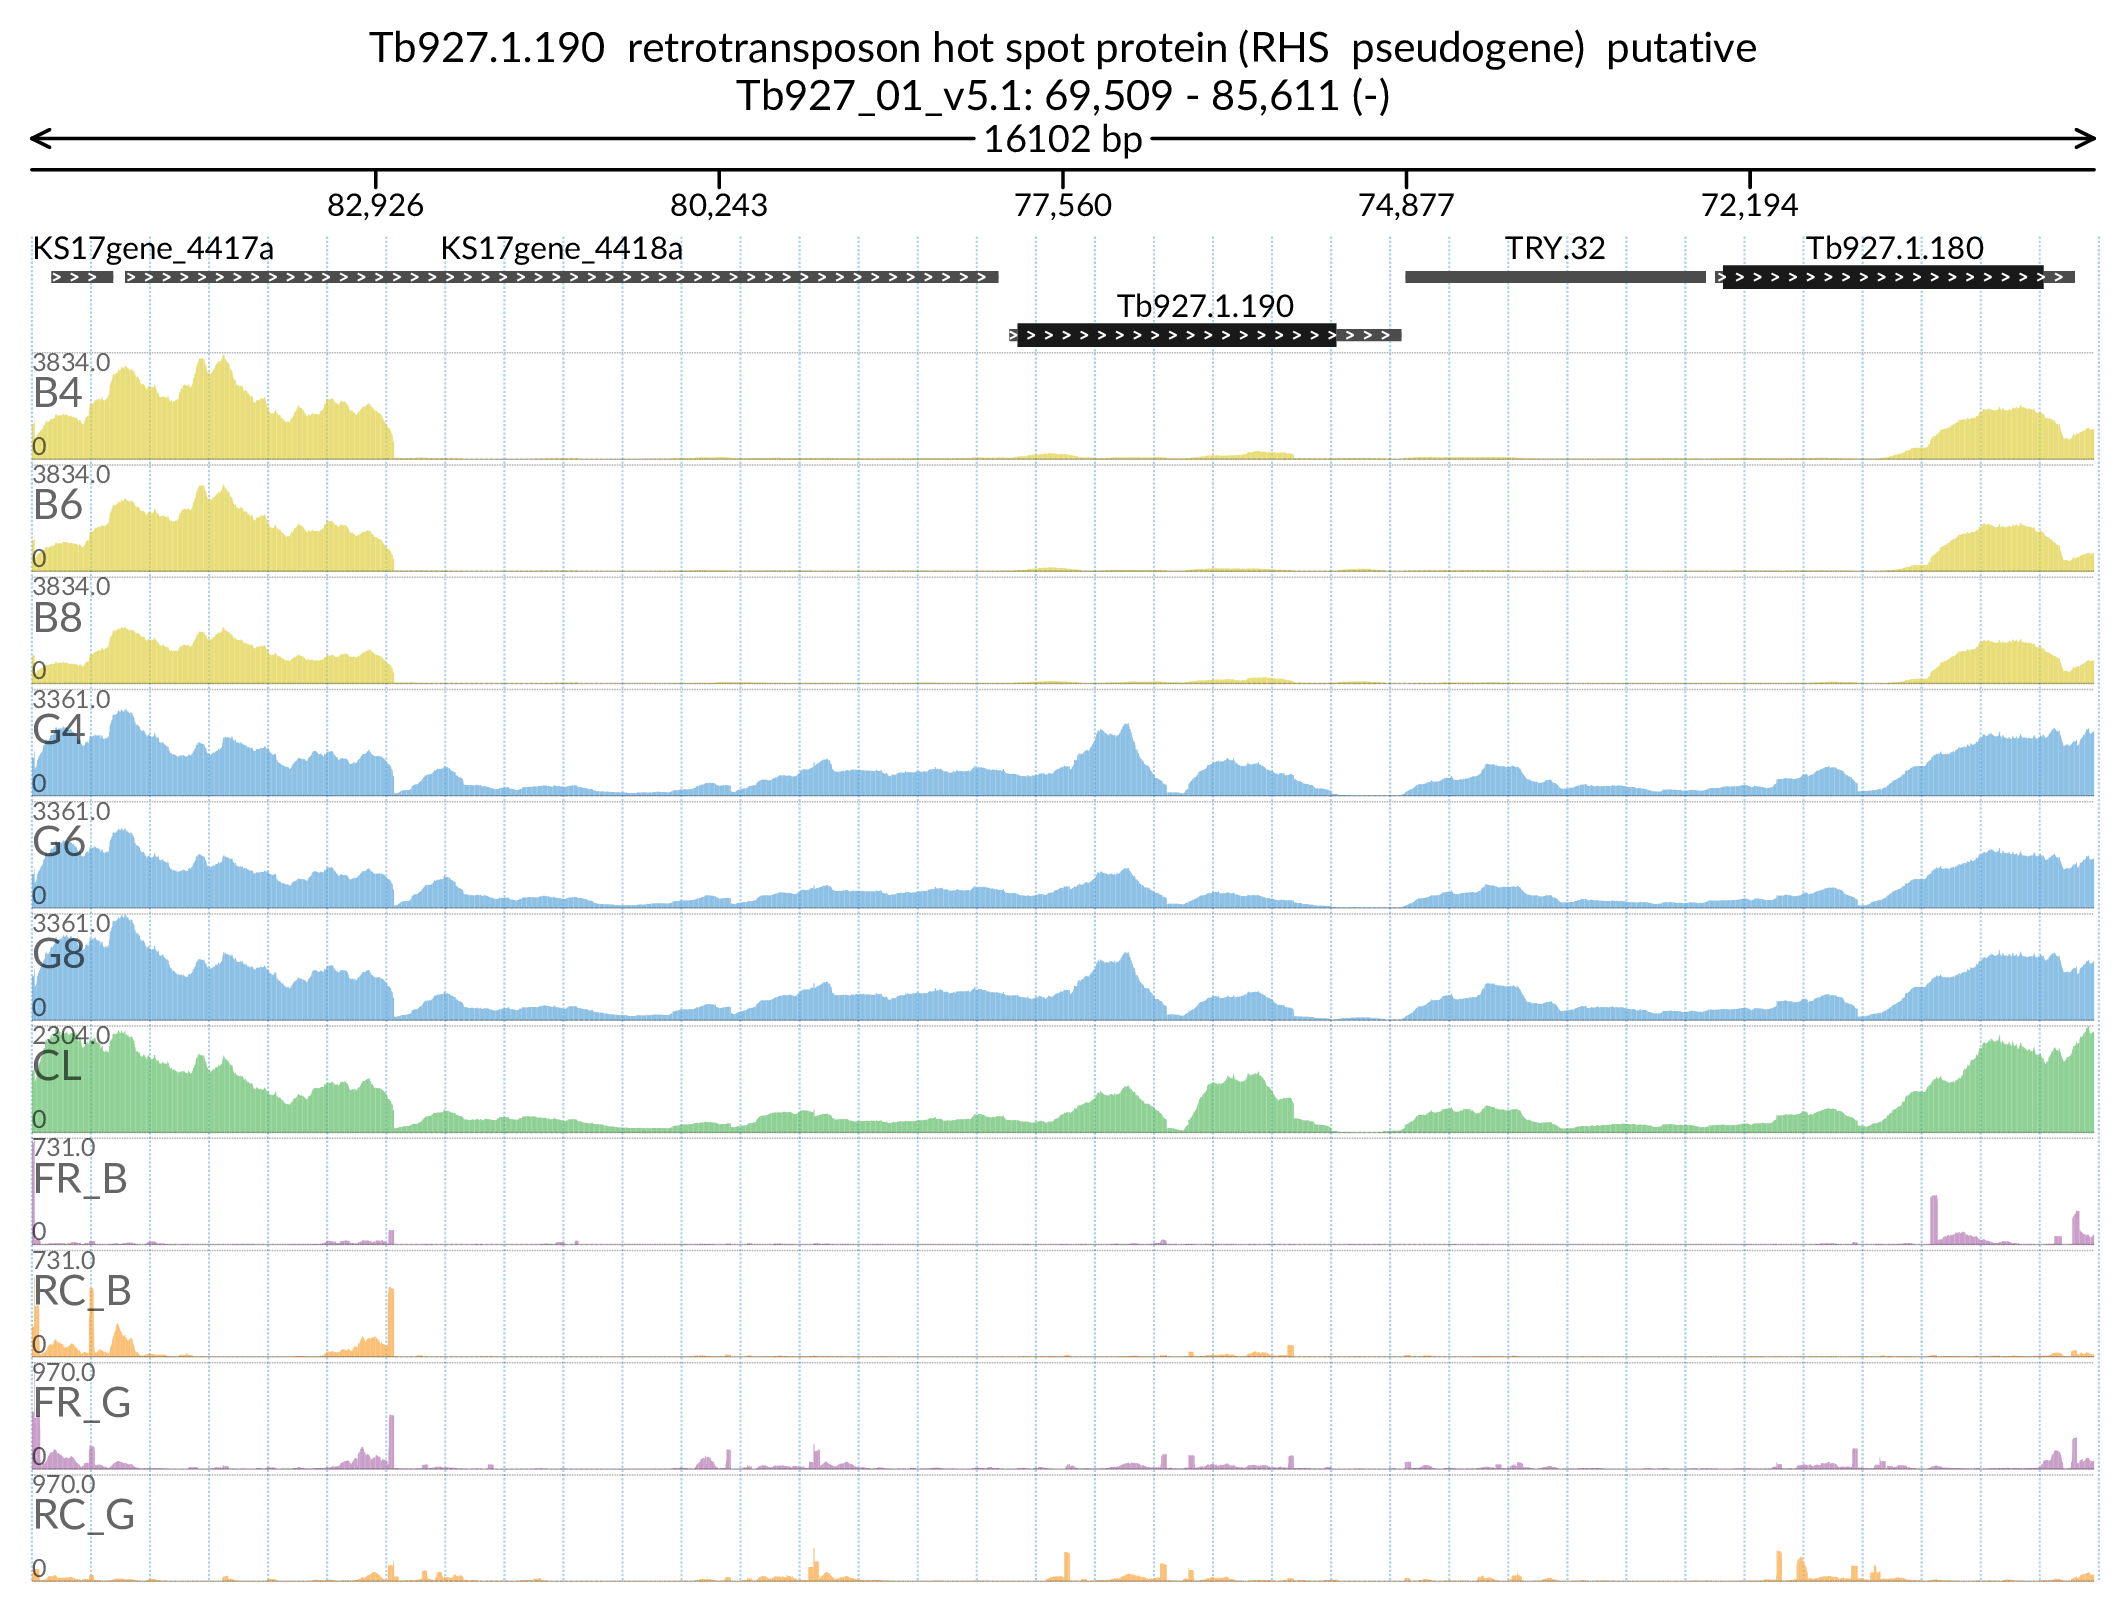 Tb927.1.190 retrotransposon hot spot protein (RHS pseudogene) putative
Tb927_01_v5.1: 69,509 - 85,611 (-)
16102 bp
82,926 80,243 77,560 74,877 72,194
KS17gene_4417a KS17gene_4418a TRY.32 Tb927.1.180
Tb927.1.190
3834.0
B4
0
3834.0
B6
0
3834.0
B8
0
3361.0
G4
0
3361.0
G6
0
3361.0
G8
0
2304.0
CL
0
731.0
FR_B
0
731.0
RC_B
0
970.0
FR_G
0
970.0
RC_G
0